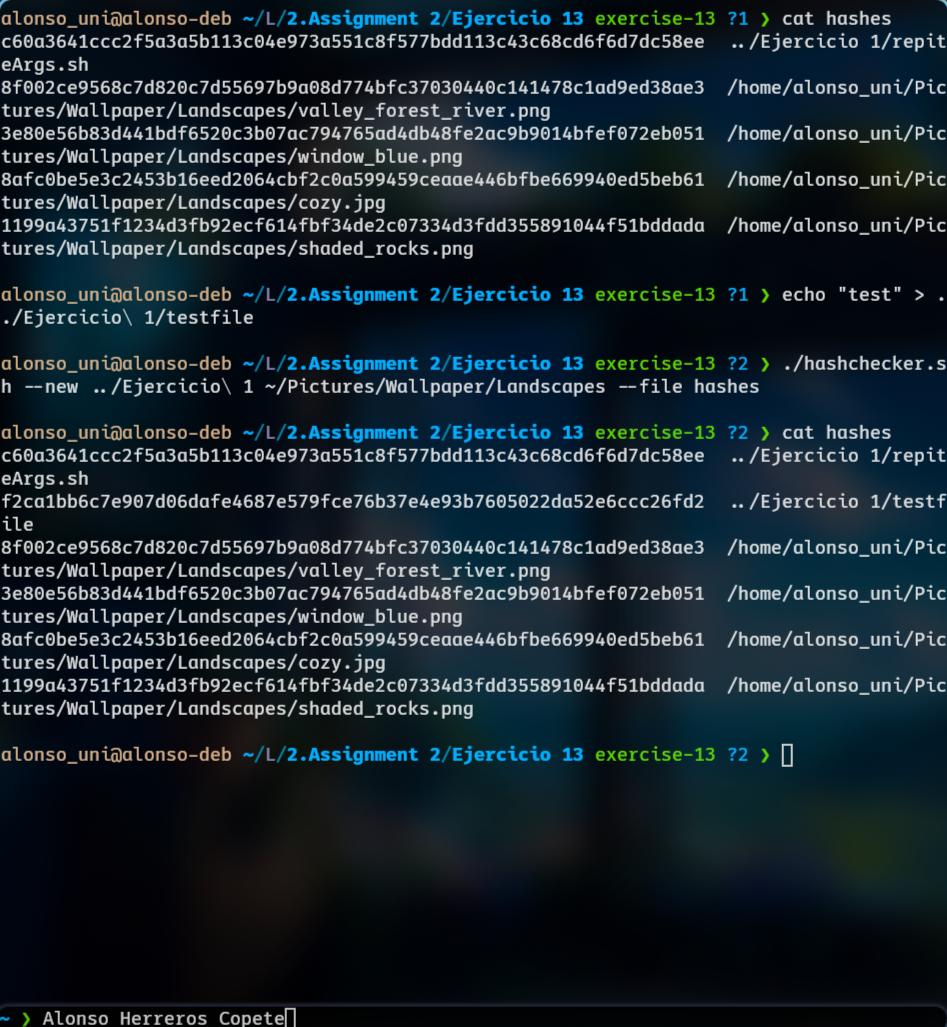 alonso_uni@alonso-deb ~/L/2.Assignment 2/Ejercicio 13 exercise-13 ?1 ❯ cat hashes
c60a3641ccc2f5a3a5b113c04e973a551c8f577bdd113c43c68cd6f6d7dc58ee  ../Ejercicio 1/repit
eArgs.sh
8f002ce9568c7d820c7d55697b9a08d774bfc37030440c141478c1ad9ed38ae3  /home/alonso_uni/Pic
tures/Wallpaper/Landscapes/valley_forest_river.png
3e80e56b83d441bdf6520c3b07ac794765ad4db48fe2ac9b9014bfef072eb051  /home/alonso_uni/Pic
tures/Wallpaper/Landscapes/window_blue.png
8afc0be5e3c2453b16eed2064cbf2c0a599459ceaae446bfbe669940ed5beb61  /home/alonso_uni/Pic
tures/Wallpaper/Landscapes/cozy.jpg
1199a43751f1234d3fb92ecf614fbf34de2c07334d3fdd355891044f51bddada  /home/alonso_uni/Pic
tures/Wallpaper/Landscapes/shaded_rocks.png
alonso_uni@alonso-deb ~/L/2.Assignment 2/Ejercicio 13 exercise-13 ?1 ❯ echo "test" > .
./Ejercicio\ 1/testfile
alonso_uni@alonso-deb ~/L/2.Assignment 2/Ejercicio 13 exercise-13 ?2 ❯ ./hashchecker.s
h --new ../Ejercicio\ 1 ~/Pictures/Wallpaper/Landscapes --file hashes
alonso_uni@alonso-deb ~/L/2.Assignment 2/Ejercicio 13 exercise-13 ?2 ❯ cat hashes
c60a3641ccc2f5a3a5b113c04e973a551c8f577bdd113c43c68cd6f6d7dc58ee  ../Ejercicio 1/repit
eArgs.sh
f2ca1bb6c7e907d06dafe4687e579fce76b37e4e93b7605022da52e6ccc26fd2  ../Ejercicio 1/testf
ile
8f002ce9568c7d820c7d55697b9a08d774bfc37030440c141478c1ad9ed38ae3  /home/alonso_uni/Pic
tures/Wallpaper/Landscapes/valley_forest_river.png
3e80e56b83d441bdf6520c3b07ac794765ad4db48fe2ac9b9014bfef072eb051  /home/alonso_uni/Pic
tures/Wallpaper/Landscapes/window_blue.png
8afc0be5e3c2453b16eed2064cbf2c0a599459ceaae446bfbe669940ed5beb61  /home/alonso_uni/Pic
tures/Wallpaper/Landscapes/cozy.jpg
1199a43751f1234d3fb92ecf614fbf34de2c07334d3fdd355891044f51bddada  /home/alonso_uni/Pic
tures/Wallpaper/Landscapes/shaded_rocks.png
alonso_uni@alonso-deb ~/L/2.Assignment 2/Ejercicio 13 exercise-13 ?2 ❯
~ ❯ Alonso Herreros Copete